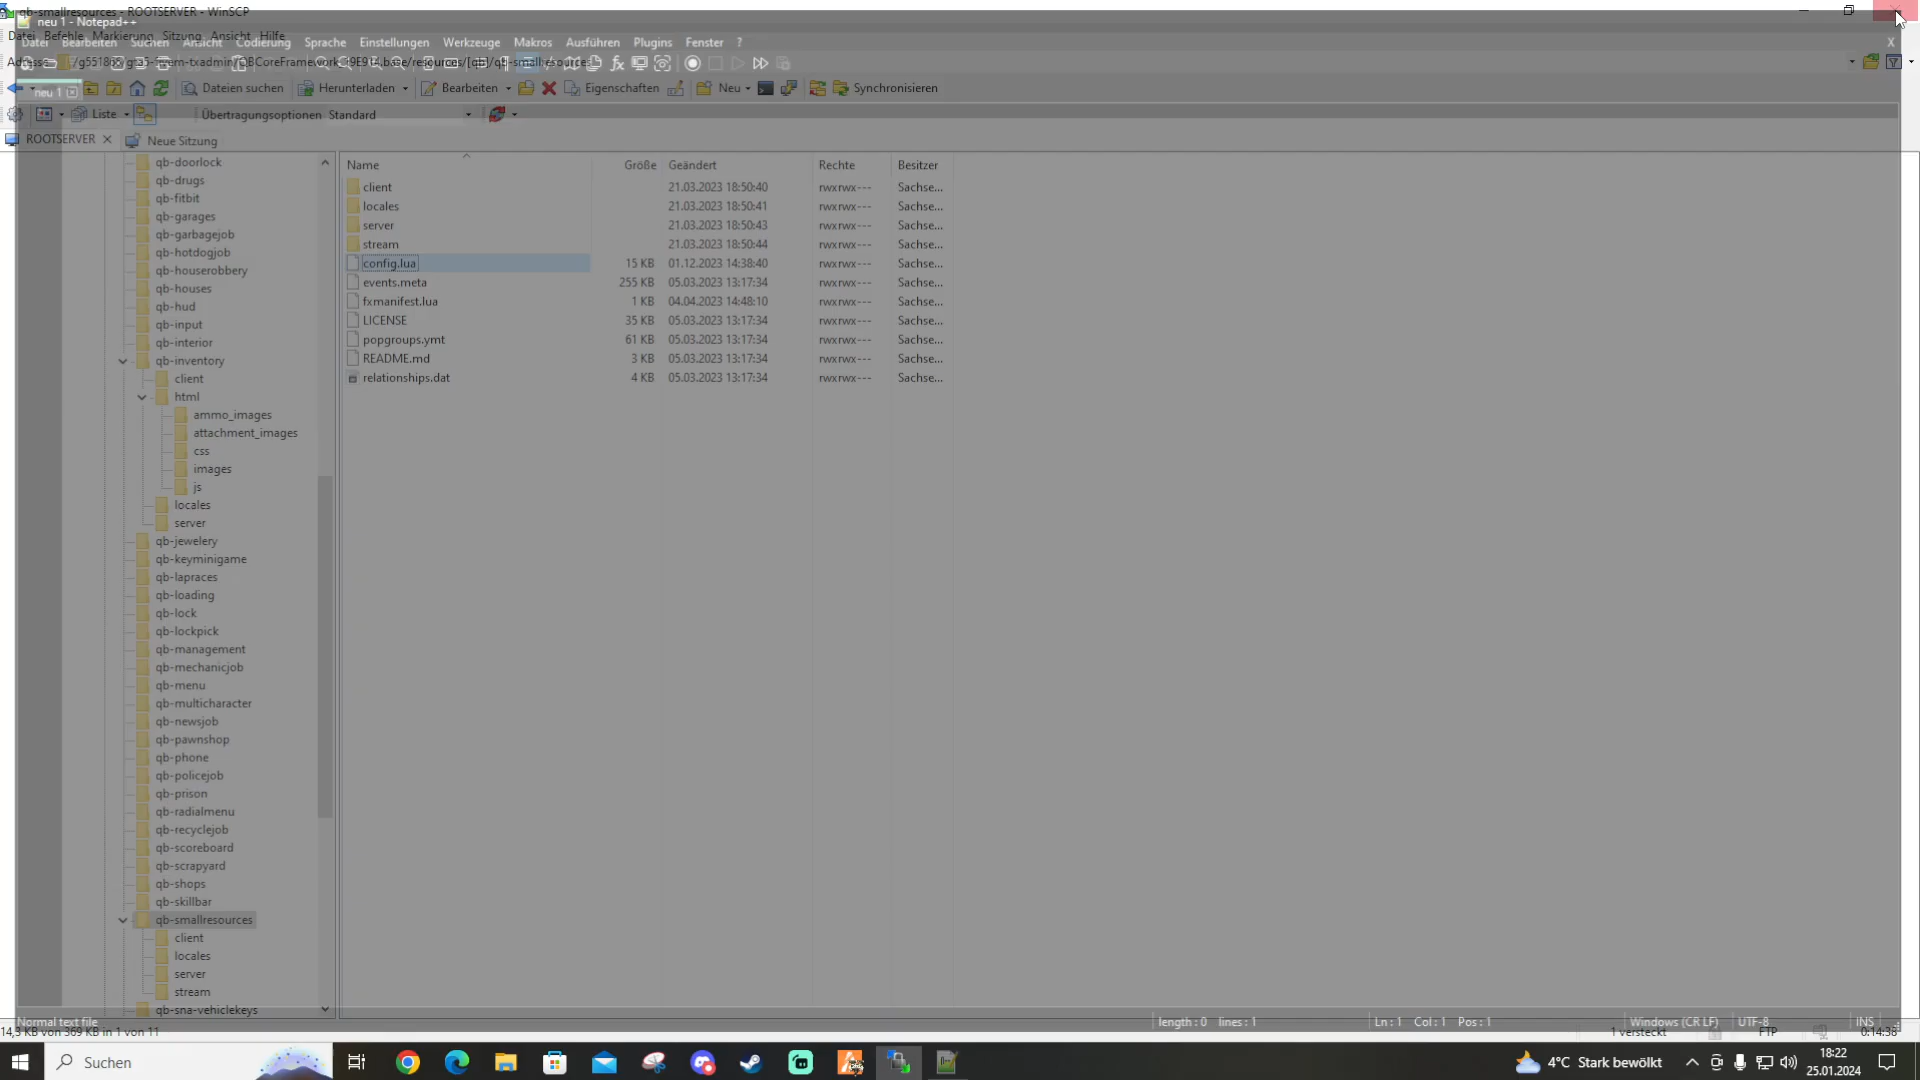 qb-smallresources - ROOTSERVER - WinSCP
neu 1 - Notepad++
Datei Befehle Markierung Sitzung Ansicht Hilfe
Datei Bearbeiten Suchen Ansicht Codierung Sprache Einstellungen Werkzeuge Makros Ausführen Plugins Fenster ? X
neu 1
Dateien suchen Herunterladen Bearbeiten Eigenschaften Neu Synchronisieren
Liste Übertragungsoptionen Standard
ROOTSERVER Neue Sitzung
qb-doorlock
qb-drugs
qb-fitbit
qb-garages
qb-garbagejob
qb-hotdogjob
qb-houserobbery
qb-houses
qb-hud
qb-input
qb-interior
qb-inventory
client
html
ammo_images
attachment_images
css
images
js
locales
server
qb-jewelery
qb-keyminigame
qb-lapraces
qb-loading
qb-lock
qb-lockpick
qb-management
qb-mechanicjob
qb-menu
qb-multicharacter
qb-newsjob
qb-pawnshop
qb-phone
qb-policejob
qb-prison
qb-radialmenu
qb-recyclejob
qb-scoreboard
qb-scrapyard
qb-shops
qb-skillbar
qb-smallresources
client
locales
server
stream
qb-sna-vehiclekeys
Name Größe Geändert Rechte Besitzer
client 21.03.2023 18:50:40 rwxrwx--- Sachse...
locales 21.03.2023 18:50:41 rwxrwx--- Sachse...
server 21.03.2023 18:50:43 rwxrwx--- Sachse...
stream 21.03.2023 18:50:44 rwxrwx--- Sachse...
config.lua 15 KB 01.12.2023 14:38:40 rwxrwx--- Sachse...
events.meta 255 KB 05.03.2023 13:17:34 rwxrwx--- Sachse...
fxmanifest.lua 1 KB 04.04.2023 14:48:10 rwxrwx--- Sachse...
LICENSE 35 KB 05.03.2023 13:17:34 rwxrwx--- Sachse...
popgroups.ymt 61 KB 05.03.2023 13:17:34 rwxrwx--- Sachse...
README.md 3 KB 05.03.2023 13:17:34 rwxrwx--- Sachse...
relationships.dat 4 KB 05.03.2023 13:17:34 rwxrwx--- Sachse...
Normal text file length : 0 lines : 1 Ln : 1 Col : 1 Pos : 1 Windows (CR LF) UTF-8 INS
14,3 KB von 369 KB in 1 von 11 1 versteckt FTP 0:14:38
Suchen 4°C Stark bewölkt 18:22
25.01.2024